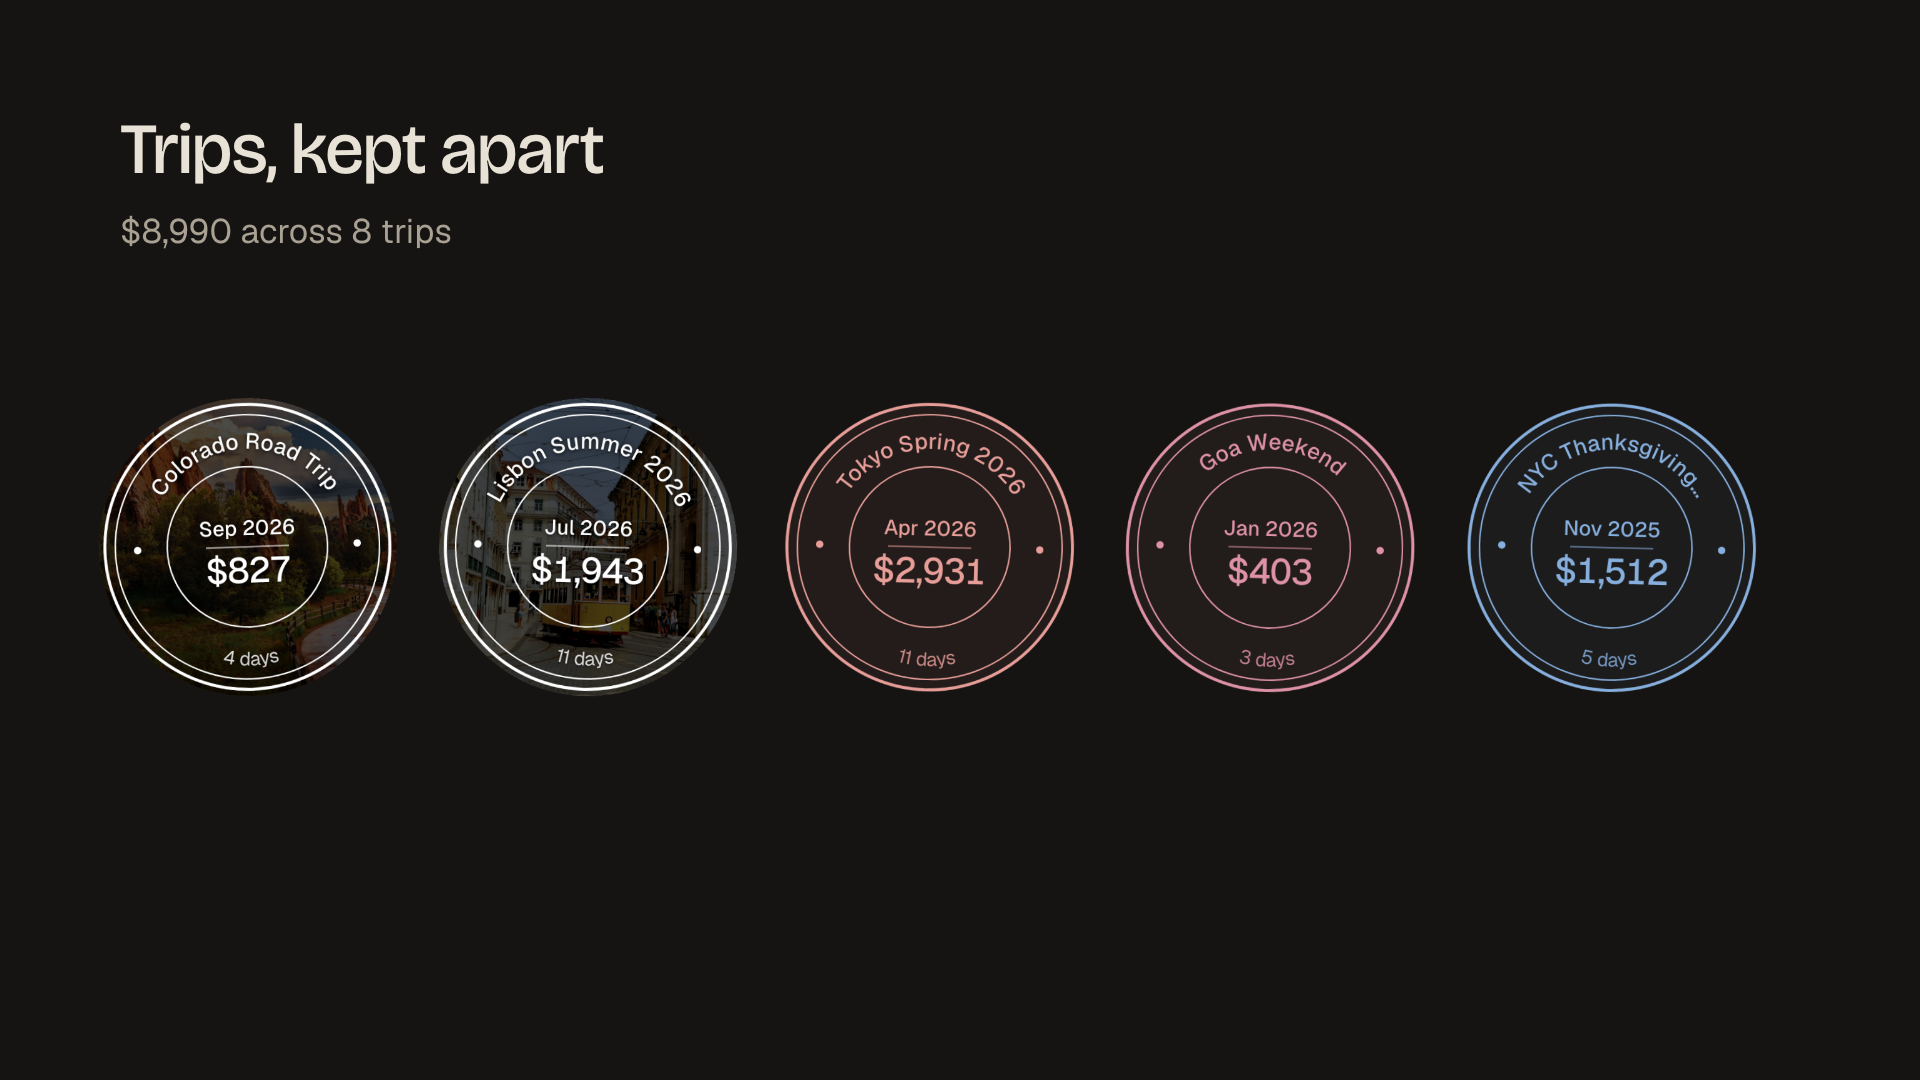 Trips, kept apart
$8,990 across 8 trips
Colorado Road Trip
Sep 2026
$827
4 days
Lisbon Summer 2026
Jul 2026
$1,943
11 days
Tokyo Spring 2026
Apr 2026
$2,931
11 days
Goa Weekend
Jan 2026
$403
3 days
NYC Thanksgiving...
Nov 2025
$1,512
5 days